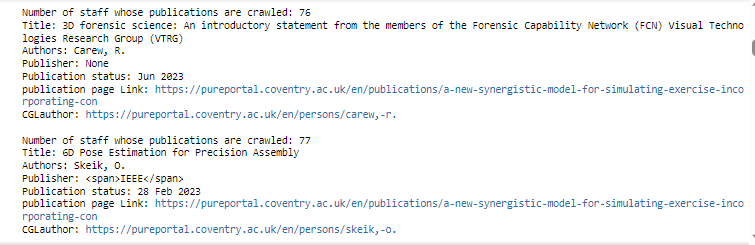 Number of staff whose publications are crawled: 76
Title: 3D forensic science: An introductory statement from the members of the Forensic Capability Network (FCN) Visual Techno
logies Research Group (VTRG)
Authors: Carew, R.
Publisher: None
Publication status: Jun 2023
publication page Link: https://pureportal.coventry.ac.uk/en/publications/a-new-synergistic-model-for-simulating-exercise-inco
rporating-con
CGLauthor: https://pureportal.coventry.ac.uk/en/persons/carew,-r.

Number of staff whose publications are crawled: 77
Title: 6D Pose Estimation for Precision Assembly
Authors: Skeik, O.
Publisher: <span>IEEE</span>
Publication status: 28 Feb 2023
publication page Link: https://pureportal.coventry.ac.uk/en/publications/a-new-synergistic-model-for-simulating-exercise-inco
rporating-con
CGLauthor: https://pureportal.coventry.ac.uk/en/persons/skeik,-o.